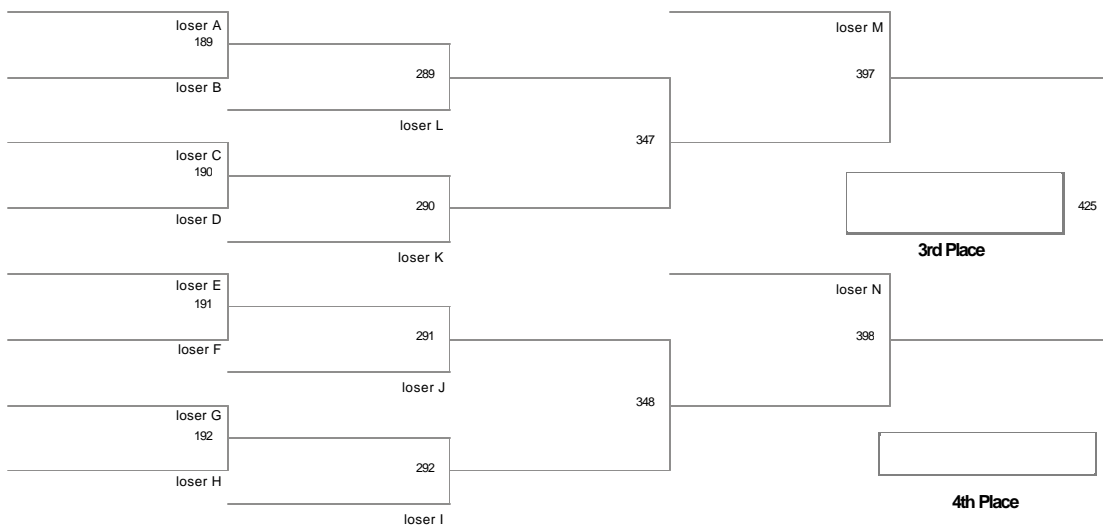 loser A
189
loser B
289
loser L
loser C
190
loser D
290
loser K
347
loser M
397
425
3rd Place
loser E
191
loser F
291
loser J
loser G
192
loser H
292
loser I
348
loser N
398
4th Place